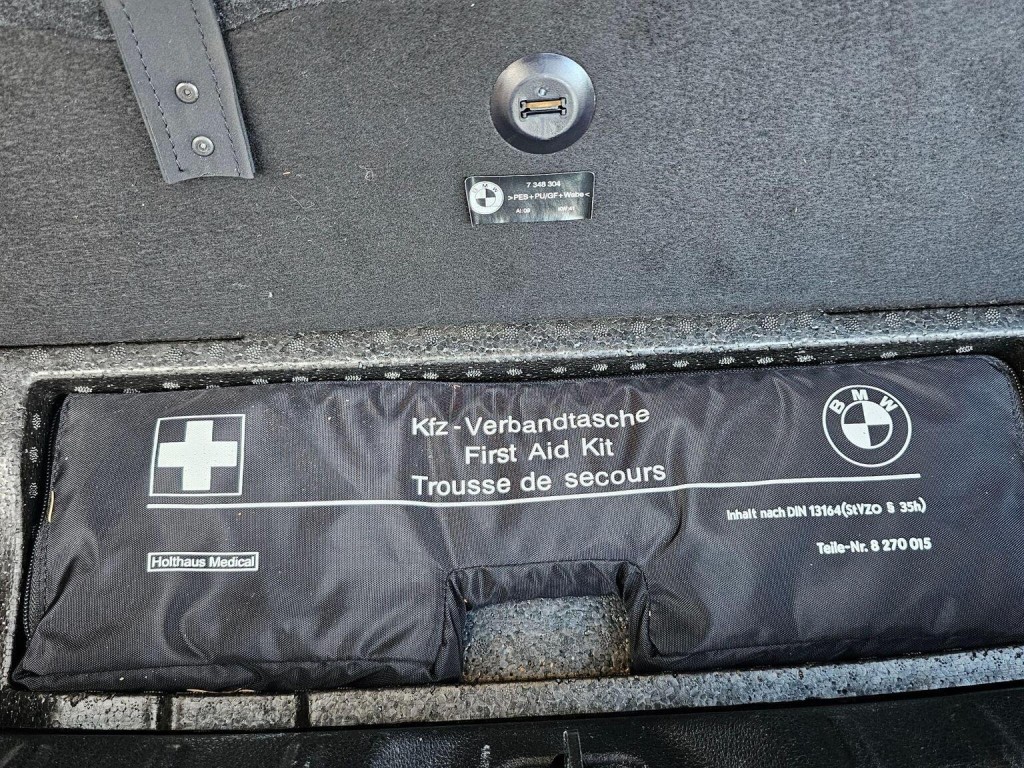 BMW
7 348 304
>PES+PU/GF+Wabe<
Kfz-Verbandtasche
First Aid Kit
Trousse de secours
BMW
Inhalt nach DIN 13164(StVZO § 35h)
Teile-Nr. 8 270 015
Holthaus Medical